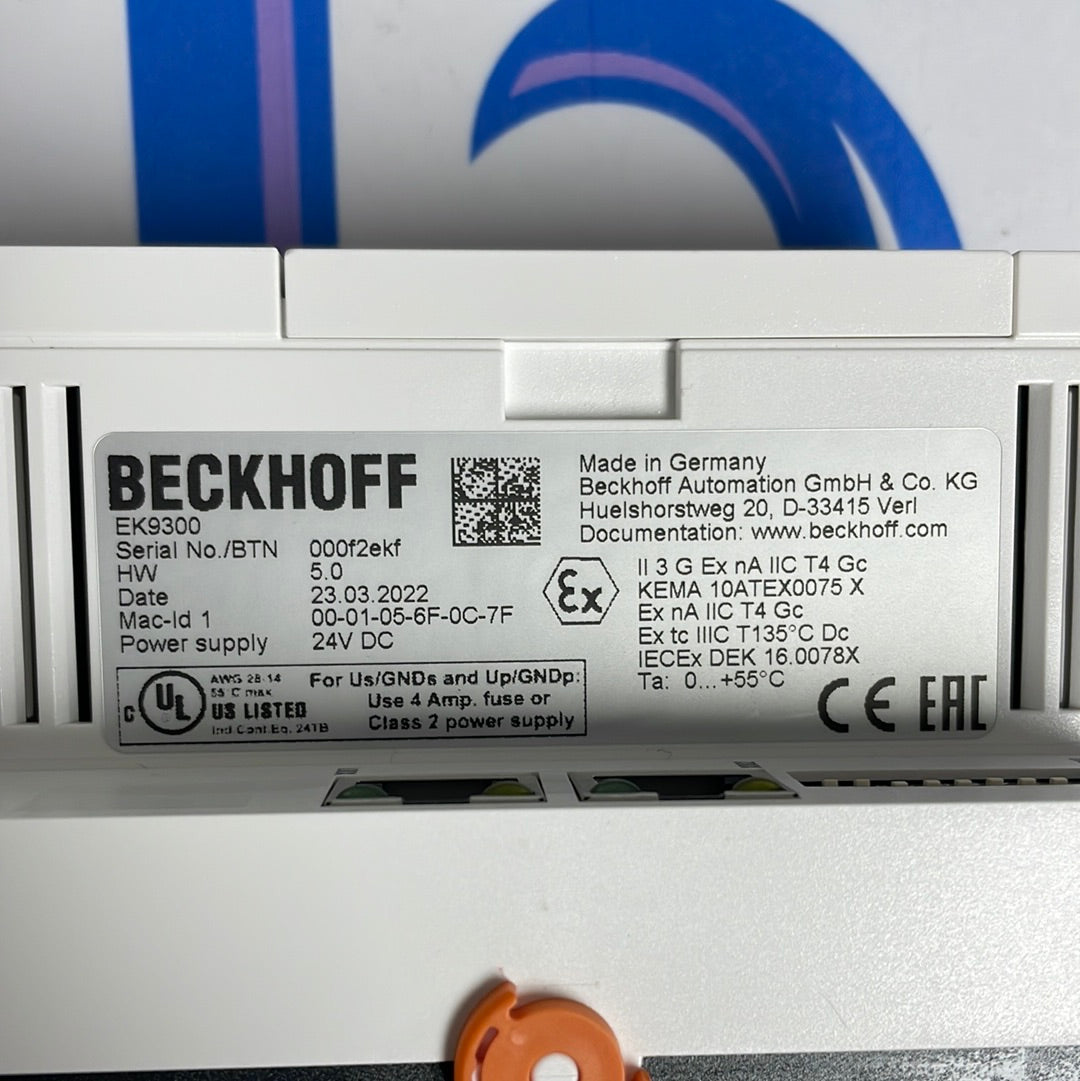 BECKHOFF
EK9300
Serial No./BTN 000f2ekf
HW 5.0
Date 23.03.2022
Mac-Id 1 00-01-05-6F-0C-7F
Power supply 24V DC
Made in Germany
Beckhoff Automation GmbH & Co. KG
Huelshorstweg 20, D-33415 Verl
Documentation: www.beckhoff.com
Ex
II 3 G Ex nA IIC T4 Gc
KEMA 10ATEX0075 X
Ex nA IIC T4 Gc
Ex tc IIIC T135°C Dc
IECEx DEK 16.0078X
Ta: 0...+55°C
C UL
AWG 28-14
55°C max
US LISTED
Ind.Cont.Eq. 24TB
For Us/GNDs and Up/GNDp:
Use 4 Amp. fuse or
Class 2 power supply
CE EAC